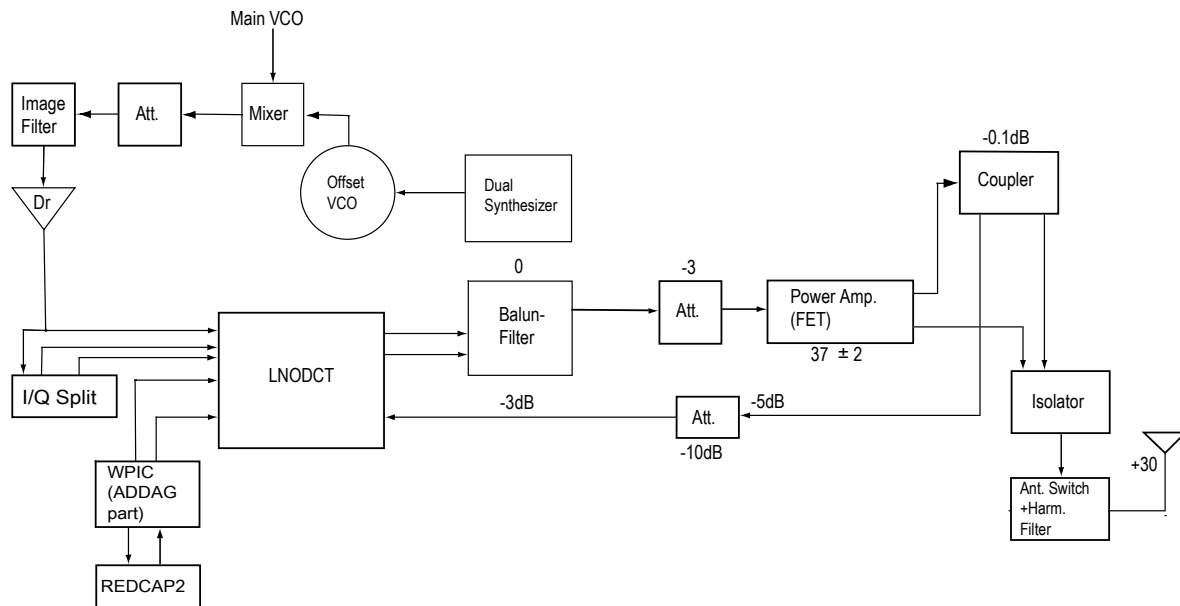 Main VCO
Image
Filter
Att.
Mixer
Dr
Offset
VCO
Dual
Synthesizer
-0.1dB
Coupler
0
Balun-
Filter
-3
Att.
Power Amp.
(FET)
37 ± 2
LNODCT
I/Q Split
-3dB
Att.
-10dB
-5dB
Isolator
+30
Ant. Switch
+Harm.
Filter
WPIC
(ADDAG
part)
REDCAP2